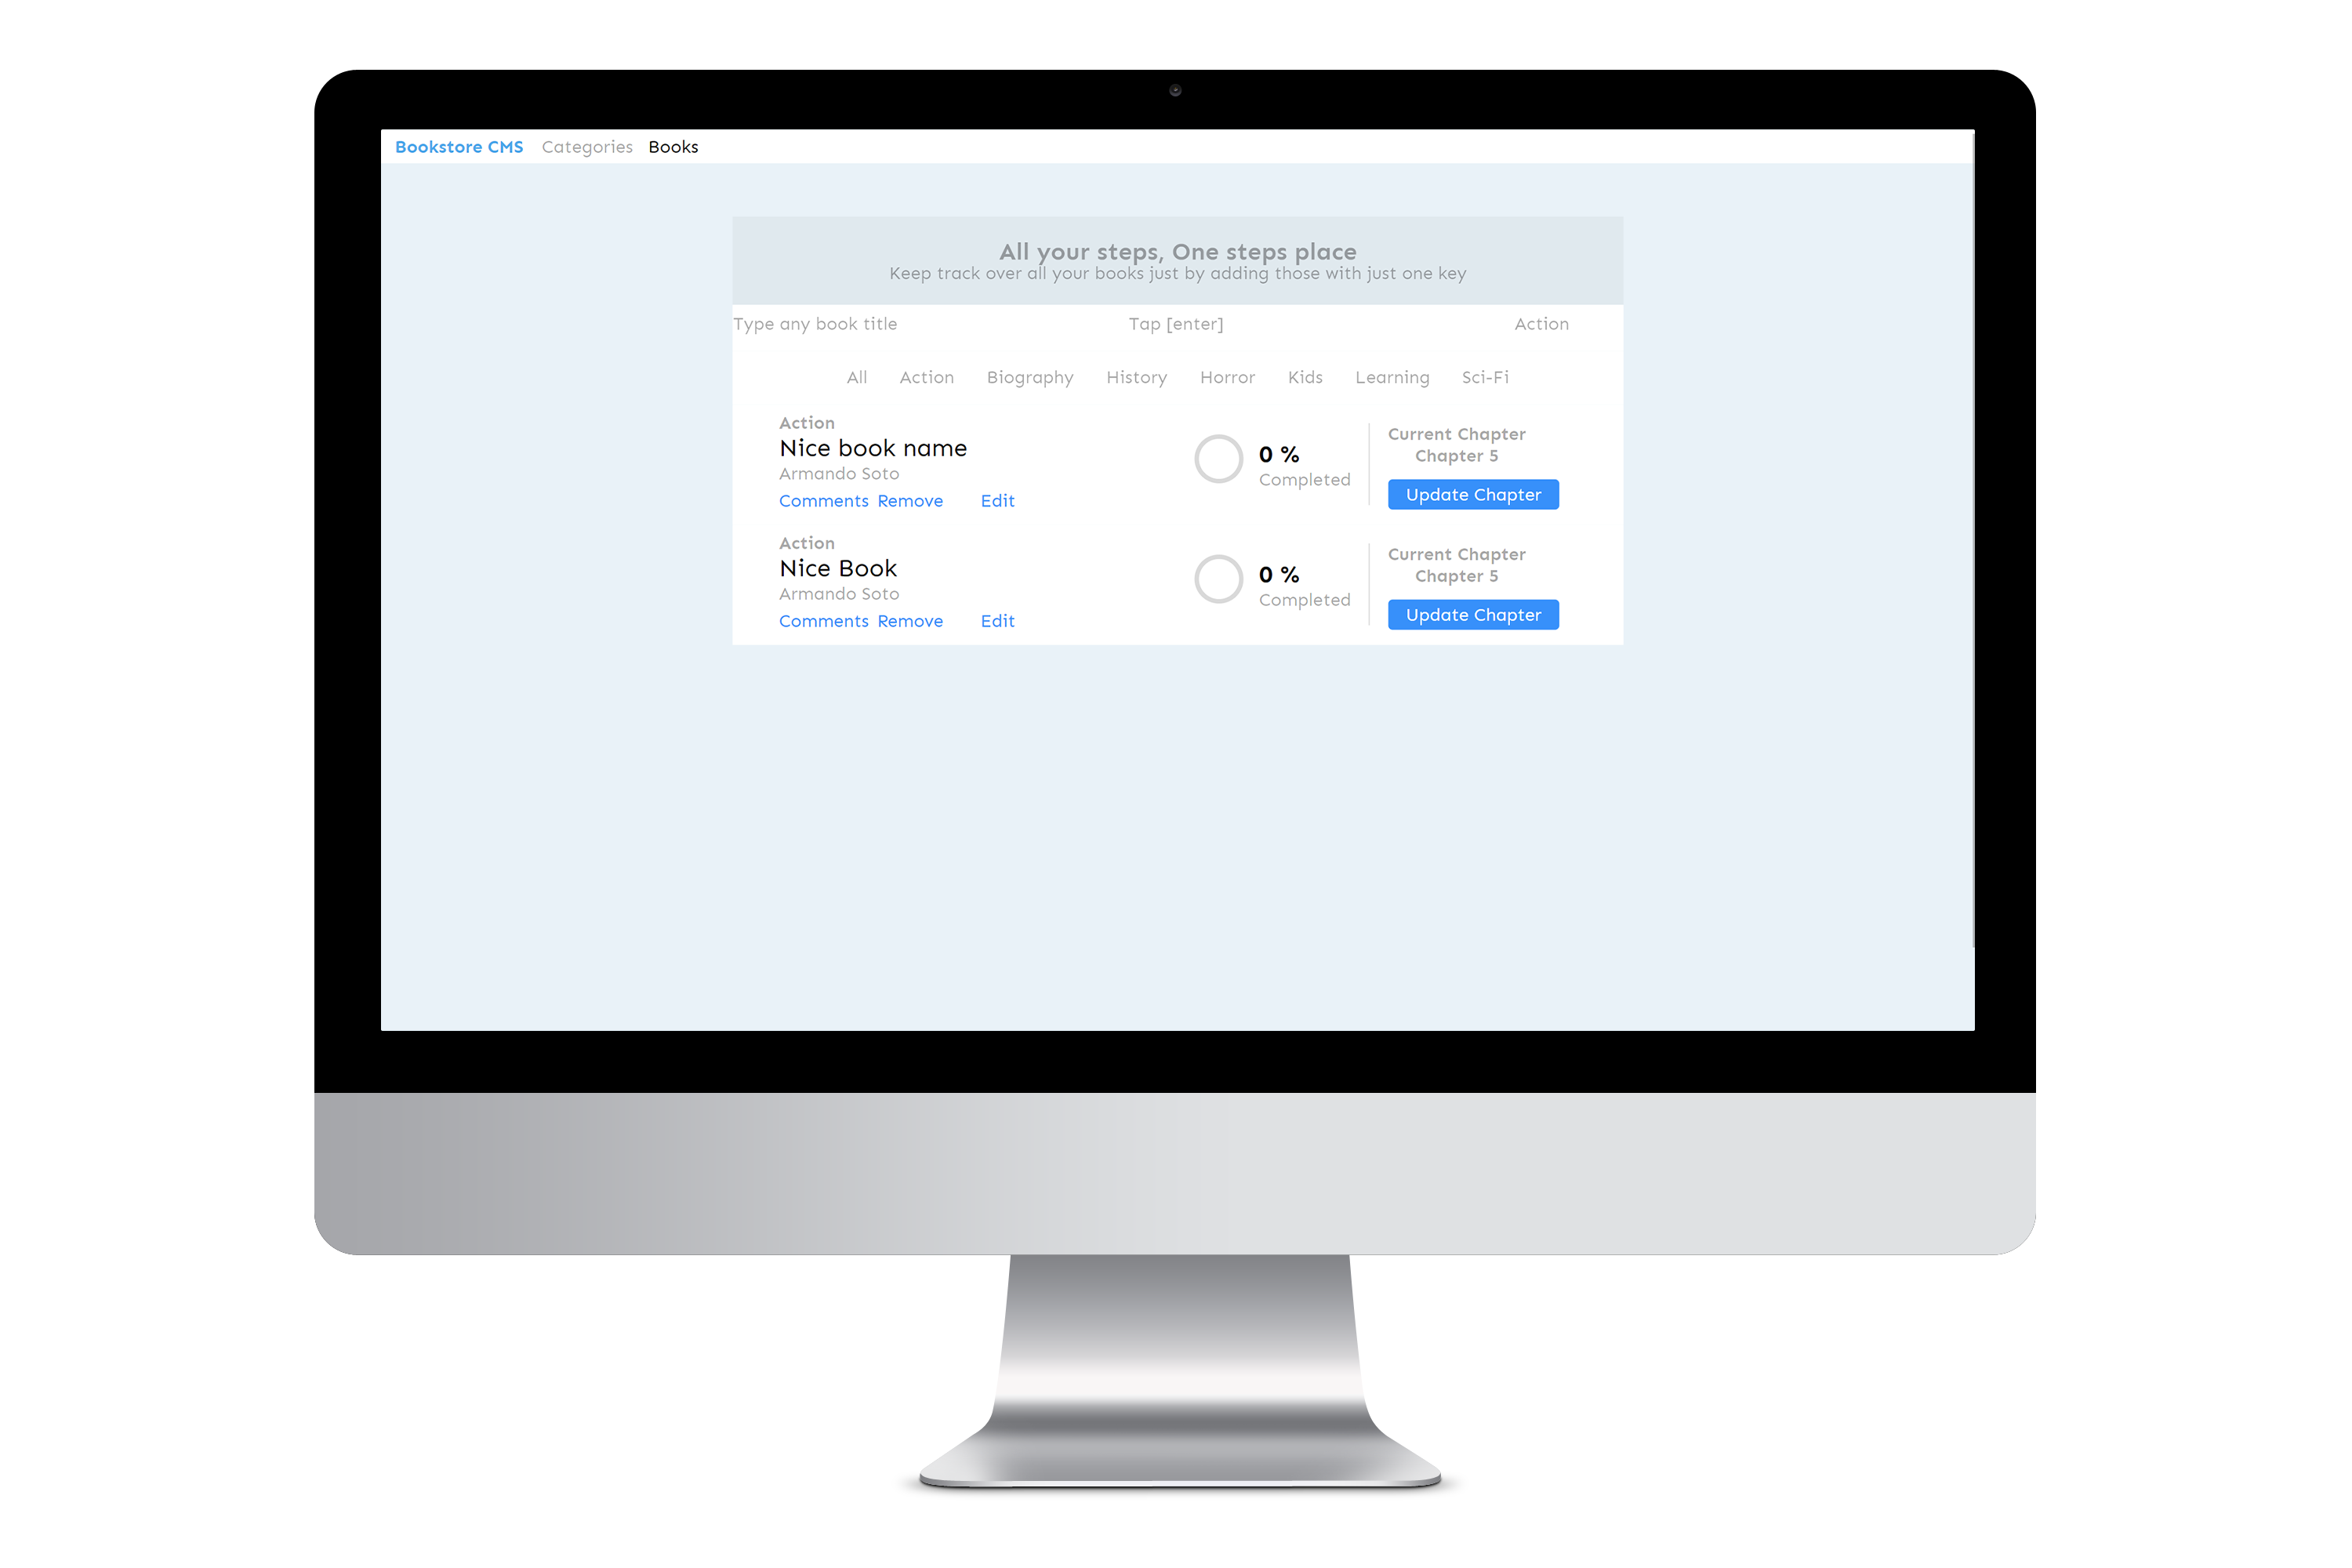 Bookstore CMS Categories Books
All your steps, One steps place
Keep track over all your books just by adding those with just one key
Type any book title Tap [enter] Action
All Action Biography History Horror Kids Learning Sci-Fi
Action
Nice book name
Armando Soto
Comments Remove Edit
0 %
Completed
Current Chapter
Chapter 5
Update Chapter
Action
Nice Book
Armando Soto
Comments Remove Edit
0 %
Completed
Current Chapter
Chapter 5
Update Chapter